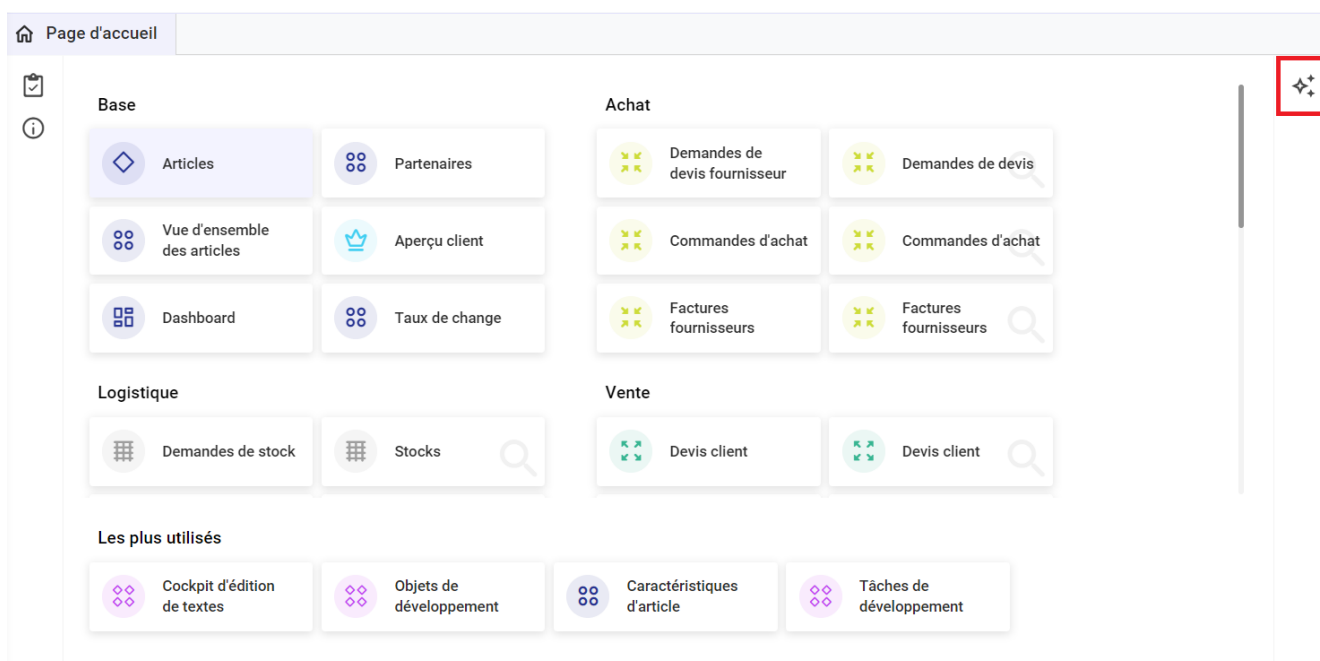 Page d'accueil
Base
Articles
Partenaires
Vue d'ensemble
des articles
Aperçu client
Dashboard
Taux de change
Achat
Demandes de
devis fournisseur
Demandes de devis
Commandes d'achat
Commandes d'achat
Factures
fournisseurs
Factures
fournisseurs
Logistique
Demandes de stock
Stocks
Vente
Devis client
Devis client
Les plus utilisés
Cockpit d'édition
de textes
Objets de
développement
Caractéristiques
d'article
Tâches de
développement